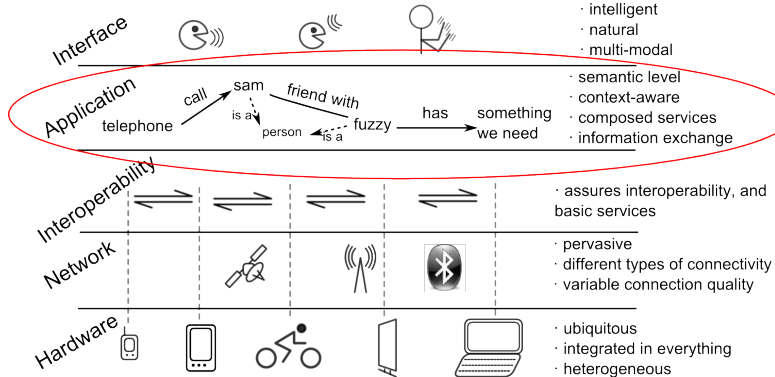 Interface
· intelligent
· natural
· multi-modal
Application
telephone
call
sam
is a
person
friend with
is a
fuzzy
has
something
we need
· semantic level
· context-aware
· composed services
· information exchange
Interoperability
· assures interoperability, and
basic services
Network
· pervasive
· different types of connectivity
· variable connection quality
Hardware
· ubiquitous
· integrated in everything
· heterogeneous